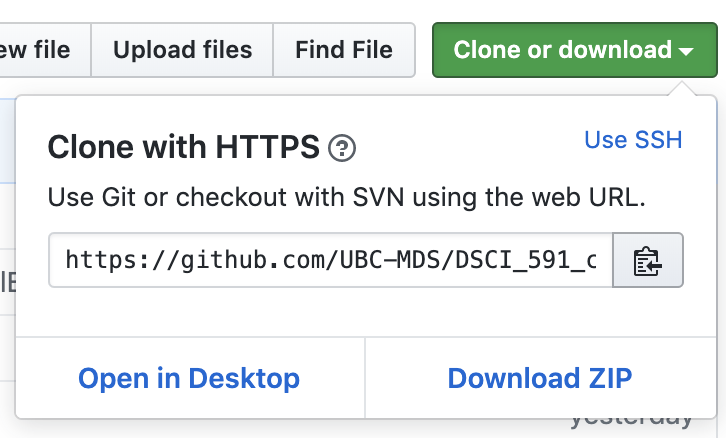 ew file Upload files Find File Clone or download
Clone with HTTPS ?
Use SSH
Use Git or checkout with SVN using the web URL.
https://github.com/UBC-MDS/DSCI_591_c
Open in Desktop Download ZIP
yesterday